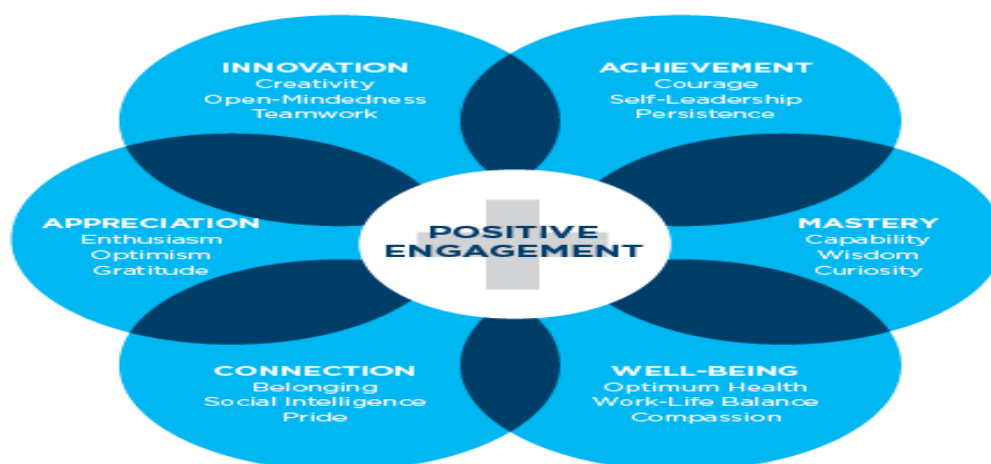 INNOVATION
Creativity
Open-Mindedness
Teamwork
ACHIEVEMENT
Courage
Self-Leadership
Persistence
APPRECIATION
Enthusiasm
Optimism
Gratitude
POSITIVE
ENGAGEMENT
MASTERY
Capability
Wisdom
Curiosity
CONNECTION
Belonging
Social Intelligence
Pride
WELL-BEING
Optimum Health
Work-Life Balance
Compassion